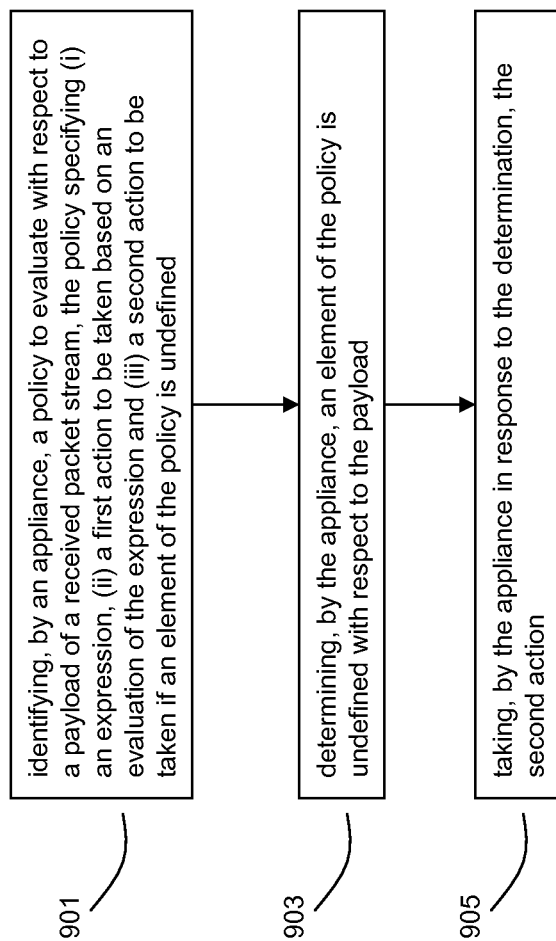 901
identifying, by an appliance, a policy to evaluate with respect to
a payload of a received packet stream, the policy specifying (i)
an expression, (ii) a first action to be taken based on an
evaluation of the expression and (iii) a second action to be
taken if an element of the policy is undefined
903
determining, by the appliance, an element of the policy is
undefined with respect to the payload
905
taking, by the appliance in response to the determination, the
second action